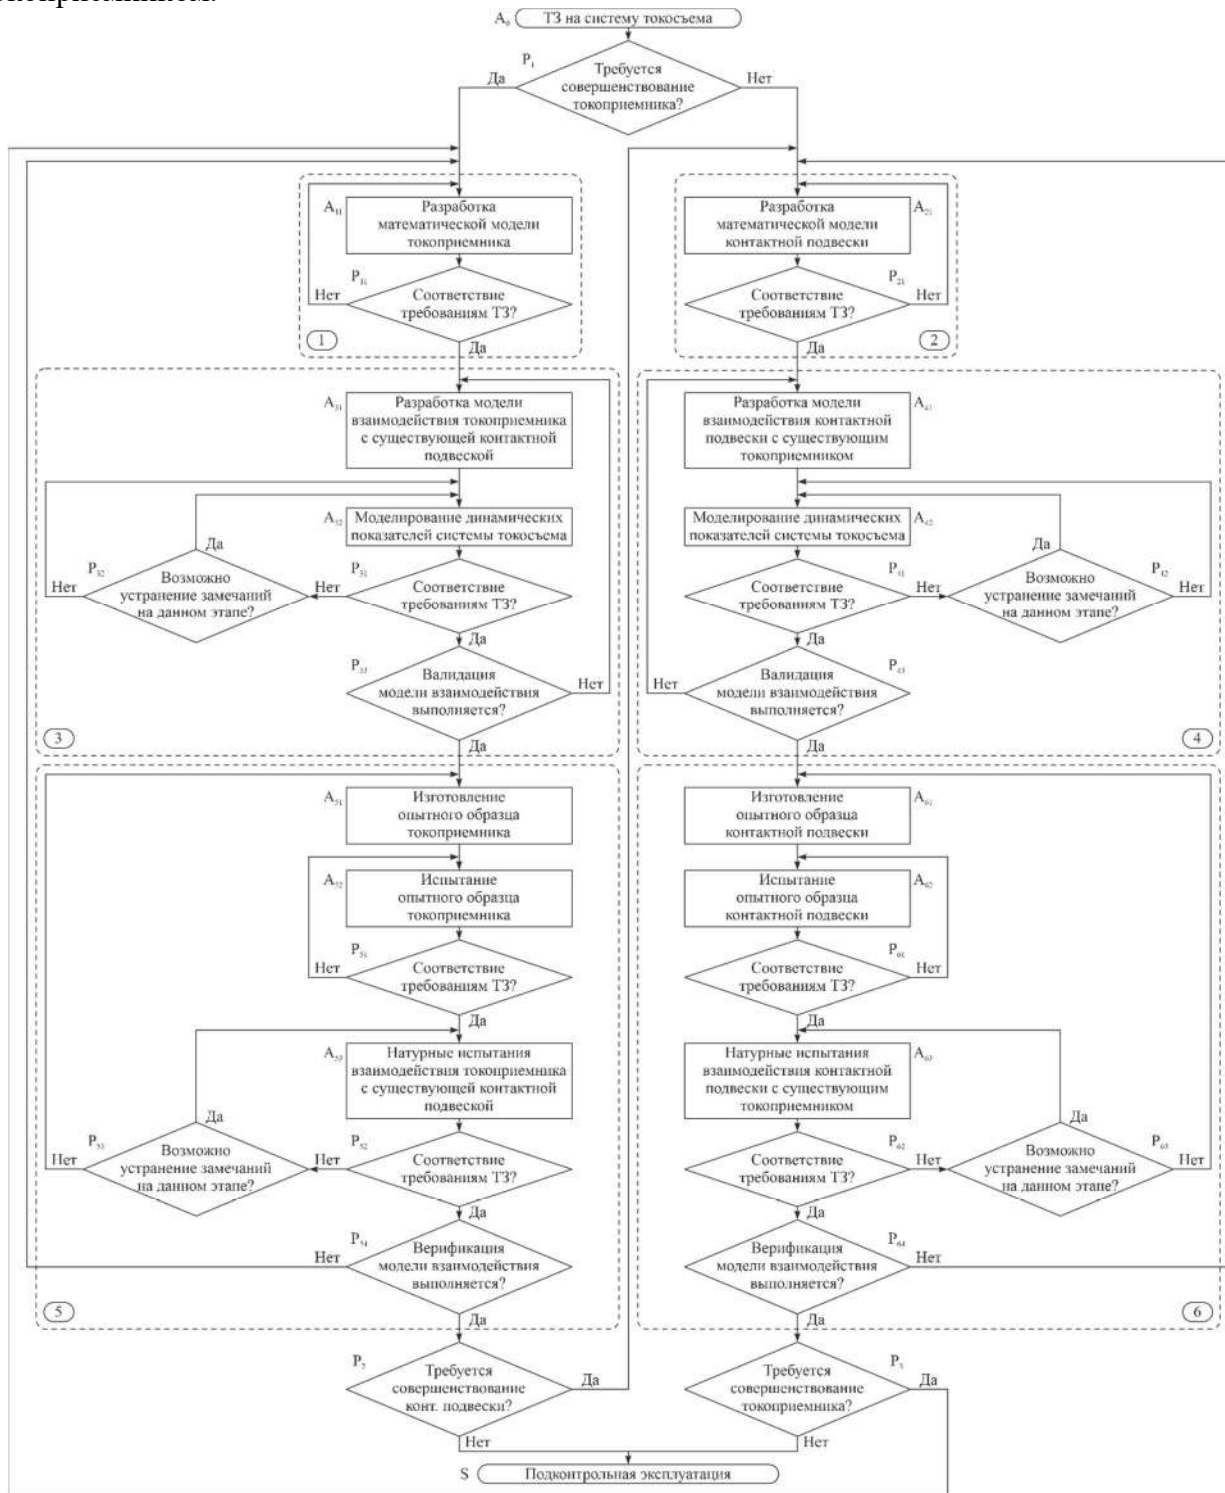 A₀ ТЗ на систему токосъема
P₁
Требуется
совершенствование
токоприемника?
Да
Нет
A₁₁
Разработка
математической модели
токоприемника
P₁₁
Соответствие
требованиям ТЗ?
Нет
Да
1
Разработка
математической модели
контактной подвески
A₂₁
P₂₁
Соответствие
требованиям ТЗ?
Нет
Да
2
A₃₁
Разработка модели
взаимодействия токоприемника
с существующей контактной
подвеской
A₃₂
Моделирование динамических
показателей системы токосъема
Да
P₃₂
Нет
Возможно
устранение замечаний
на данном этапе?
P₃₁
Нет
Соответствие
требованиям ТЗ?
Да
P₃₃
Валидация
модели взаимодействия
выполняется?
Нет
Да
3
Разработка модели
взаимодействия контактной
подвески с существующим
токоприемником
A₄₁
Моделирование динамических
показателей системы токосъема
A₄₂
Соответствие
требованиям ТЗ?
P₄₁
Нет
Да
Да
P₄₂
Возможно
устранение замечаний
на данном этапе?
Нет
P₄₃
Нет
Валидация
модели взаимодействия
выполняется?
Да
4
A₅₁
Изготовление
опытного образца
токоприемника
A₅₂
Испытание
опытного образца
токоприемника
P₅₁
Нет
Соответствие
требованиям ТЗ?
Да
A₅₃
Натурные испытания
взаимодействия токоприемника
с существующей контактной
подвеской
Да
P₅₃
Нет
Возможно
устранение замечаний
на данном этапе?
P₅₂
Нет
Соответствие
требованиям ТЗ?
Да
P₅₄
Нет
Верификация
модели взаимодействия
выполняется?
Да
5
Изготовление
опытного образца
контактной подвески
A₆₁
Испытание
опытного образца
контактной подвески
A₆₂
P₆₁
Соответствие
требованиям ТЗ?
Нет
Да
Натурные испытания
взаимодействия контактной
подвески с существующим
токоприемником
A₆₃
P₆₂
Соответствие
требованиям ТЗ?
Нет
Да
Да
P₆₃
Возможно
устранение замечаний
на данном этапе?
Нет
P₆₄
Верификация
модели взаимодействия
выполняется?
Нет
Да
6
P₂
Требуется
совершенствование
конт. подвески?
Да
Нет
P₃
Требуется
совершенствование
токоприемника?
Да
Нет
S Подконтрольная эксплуатация